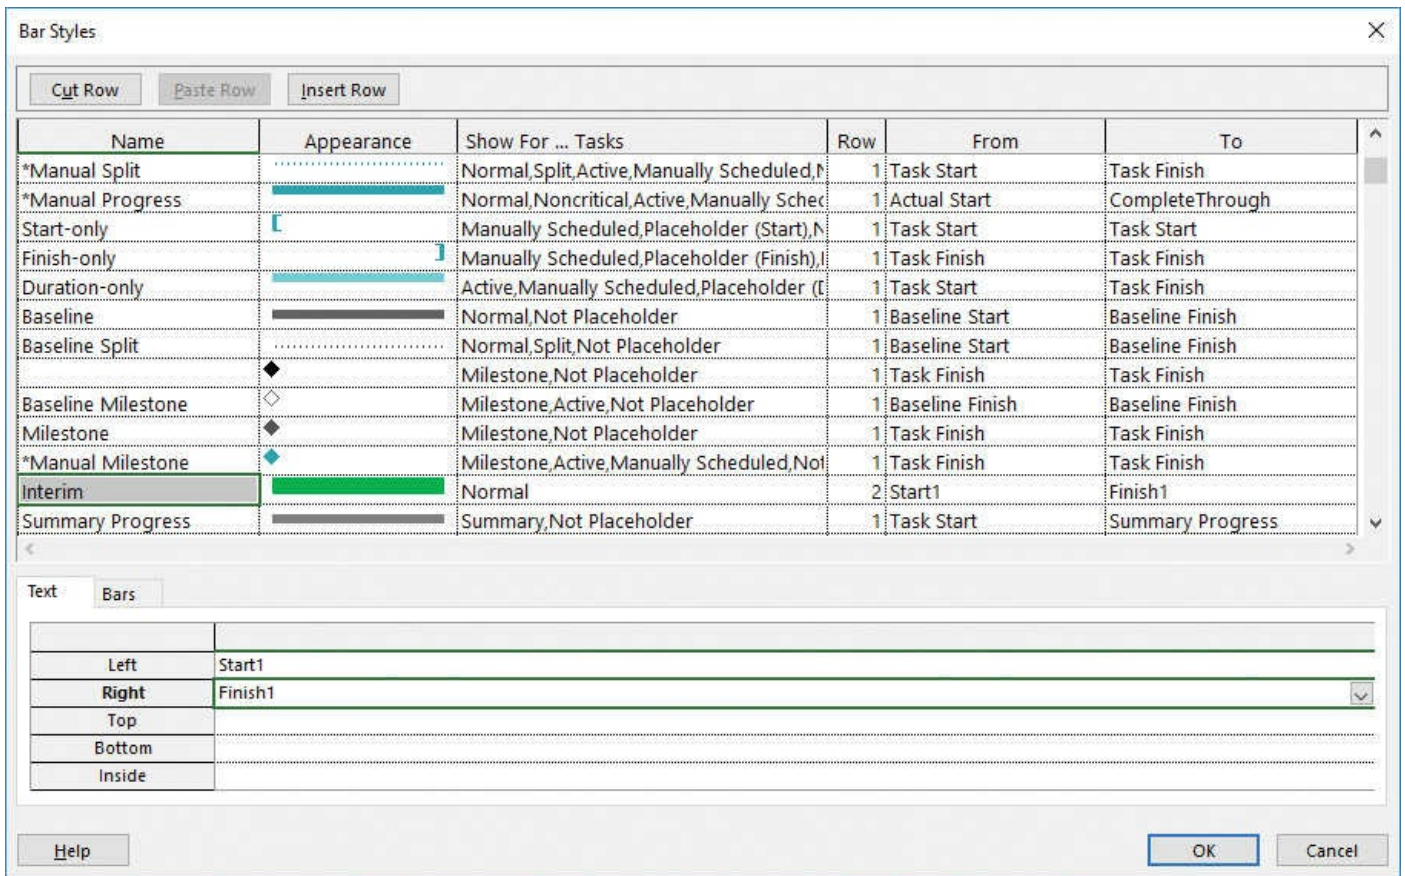 Bar Styles
Cut Row Paste Row Insert Row
Name Appearance Show For ... Tasks Row From To
*Manual Split Normal,Split,Active,Manually Scheduled, 1 Task Start Task Finish
*Manual Progress Normal,Noncritical,Active,Manually Sched 1 Actual Start CompleteThrough
Start-only Manually Scheduled,Placeholder (Start), 1 Task Start Task Start
Finish-only Manually Scheduled,Placeholder (Finish), 1 Task Finish Task Finish
Duration-only Active,Manually Scheduled,Placeholder 1 Task Start Task Finish
Baseline Normal,Not Placeholder 1 Baseline Start Baseline Finish
Baseline Split Normal,Split,Not Placeholder 1 Baseline Start Baseline Finish
Milestone,Not Placeholder 1 Task Finish Task Finish
Baseline Milestone Milestone,Active,Not Placeholder 1 Baseline Finish Baseline Finish
Milestone Milestone,Not Placeholder 1 Task Finish Task Finish
*Manual Milestone Milestone,Active,Manually Scheduled,Not 1 Task Finish Task Finish
Interim Normal 2 Start1 Finish1
Summary Progress Summary,Not Placeholder 1 Task Start Summary Progress
Text Bars
Left Start1
Right Finish1
Top
Bottom
Inside
Help OK Cancel